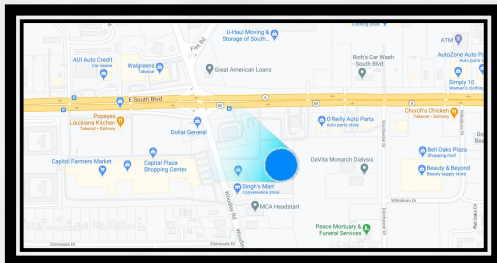 U-Haul Moving &
Storage of South...
ATM
AUI Auto Credit
Car dealer
Walgreens
Takeout
Flex Rd
Great American Loans
Rich's Car Wash
- South Blvd
AutoZone Auto Pa
Auto parts
Simply 10
Women's clothing
E South Blvd
Popeyes
Louisiana Kitchen
Takeout • Delivery
Dollar General
O'Reilly Auto Parts
Auto parts store
Church's Chicken
Takeout • Delivery
Capitol Farmers Market
Capital Plaza
Shopping Center
DaVita Monarch Dialysis
Bell Oaks Plaza
Shopping mall
Beauty & Beyond
Beauty supply store
Singh's Mart
Convenience store
Woodley Rd
MCA Headstart
Peace Mortuary &
Funeral Services